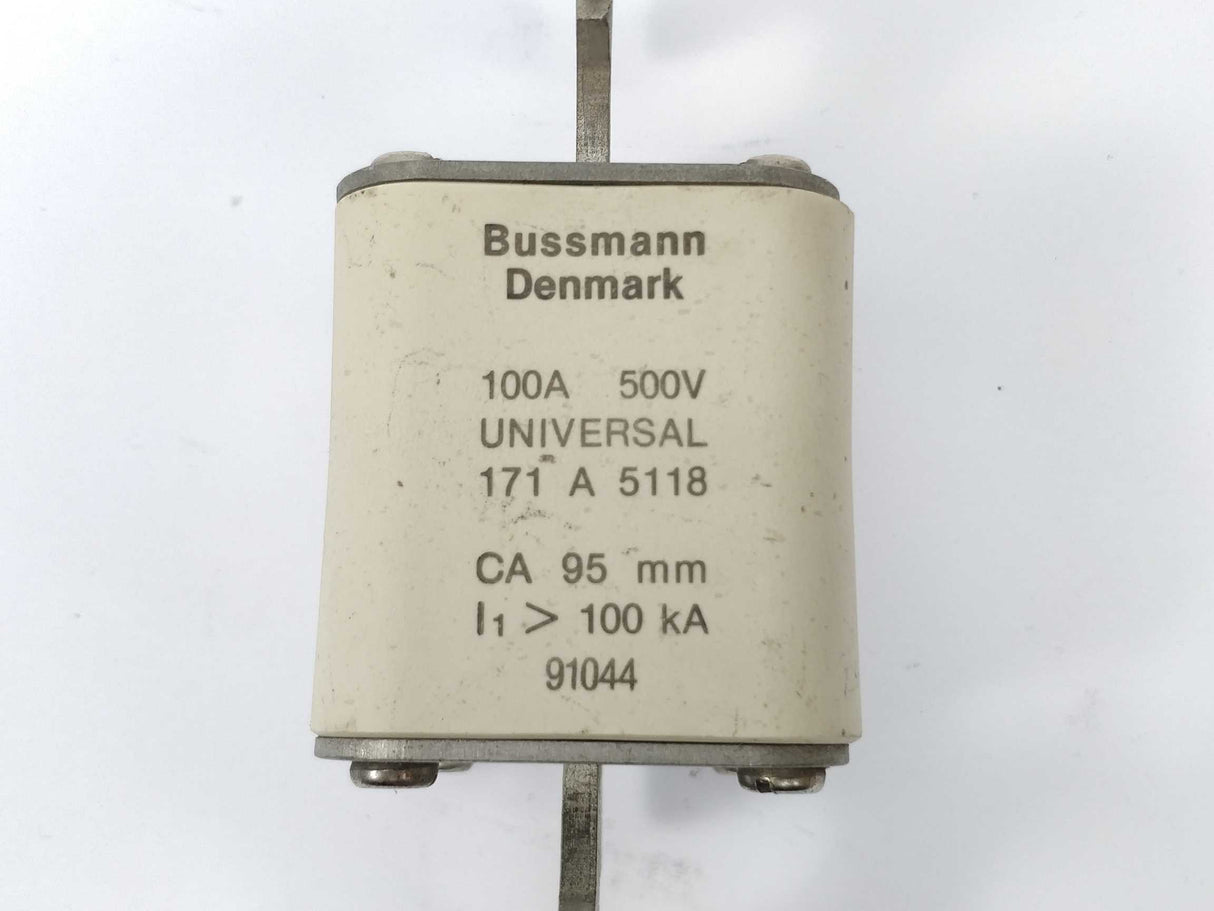 Bussmann
Denmark
100A 500V
UNIVERSAL
171 A 5118
CA 95 mm
I₁ > 100 kA
91044